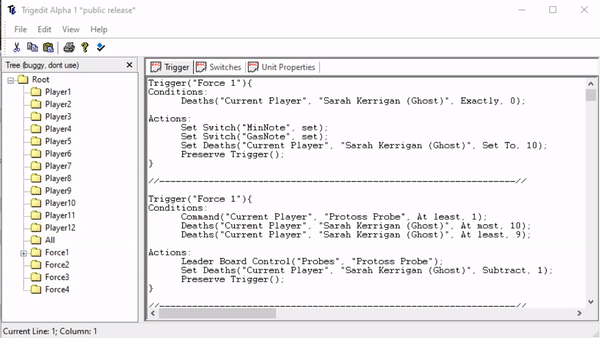 Trigedit Alpha 1 *public release*
File Edit View Help
Tree (buggy, dont use)
Root
Player1
Player2
Player3
Player4
Player5
Player6
Player7
Player8
Player9
Player10
Player11
Player12
All
Force1
Force2
Force3
Force4
Trigger Switches Unit Properties
Trigger("Force 1"){
Conditions:
Deaths("Current Player", "Sarah Kerrigan (Ghost)", Exactly, 0);
Actions:
Set Switch("MinNote", set);
Set Switch("GasNote", set);
Set Deaths("Current Player", "Sarah Kerrigan (Ghost)", Set To, 10);
Preserve Trigger();
}
//-----------------------------------------------------------------//
Trigger("Force 1"){
Conditions:
Command("Current Player", "Protoss Probe", At least, 1);
Deaths("Current Player", "Sarah Kerrigan (Ghost)", At most, 10);
Deaths("Current Player", "Sarah Kerrigan (Ghost)", At least, 9);
Actions:
Leader Board Control("Probes", "Protoss Probe");
Set Deaths("Current Player", "Sarah Kerrigan (Ghost)", Subtract, 1);
Preserve Trigger();
}
//-----------------------------------------------------------------//
Current Line: 1; Column: 1